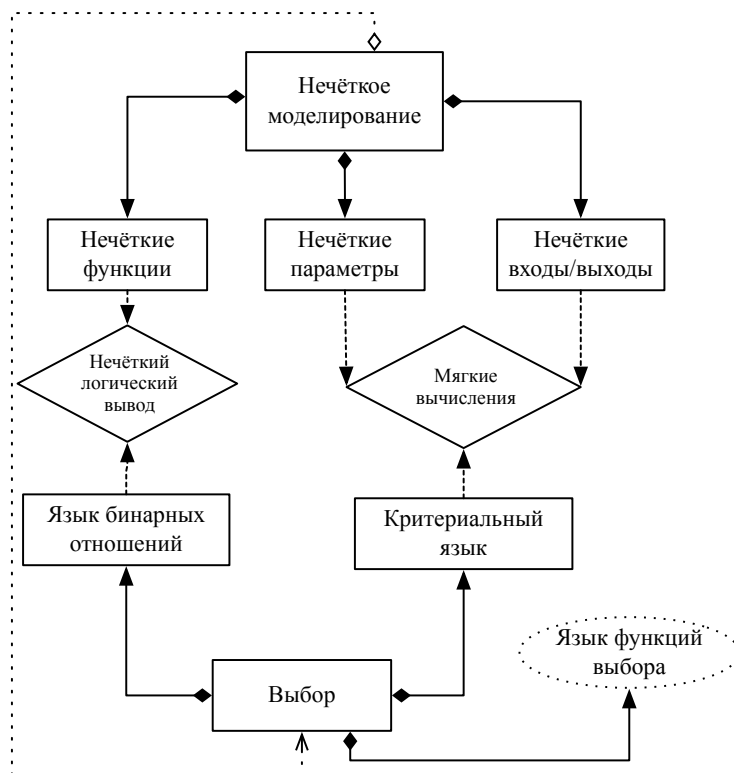 Нечёткое
моделирование
Нечёткие
функции
Нечёткие
параметры
Нечёткие
входы/выходы
Нечёткий
логический
вывод
Мягкие
вычисления
Язык бинарных
отношений
Критериальный
язык
Язык функций
выбора
Выбор